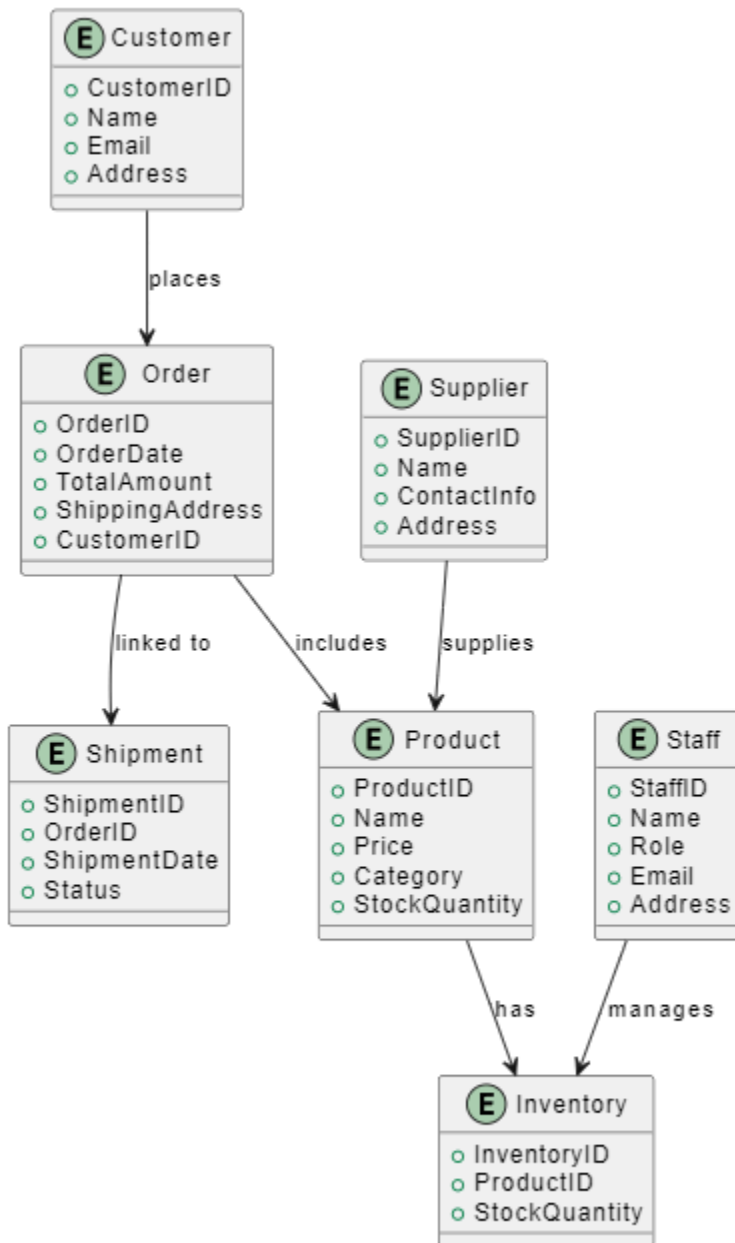 E Customer
CustomerID
Name
Email
Address
places
E Order
OrderID
OrderDate
TotalAmount
ShippingAddress
CustomerID
E Supplier
SupplierID
Name
ContactInfo
Address
linked to
includes
supplies
E Shipment
ShipmentID
OrderID
ShipmentDate
Status
E Product
ProductID
Name
Price
Category
StockQuantity
E Staff
StaffID
Name
Role
Email
Address
has
manages
E Inventory
InventoryID
ProductID
StockQuantity